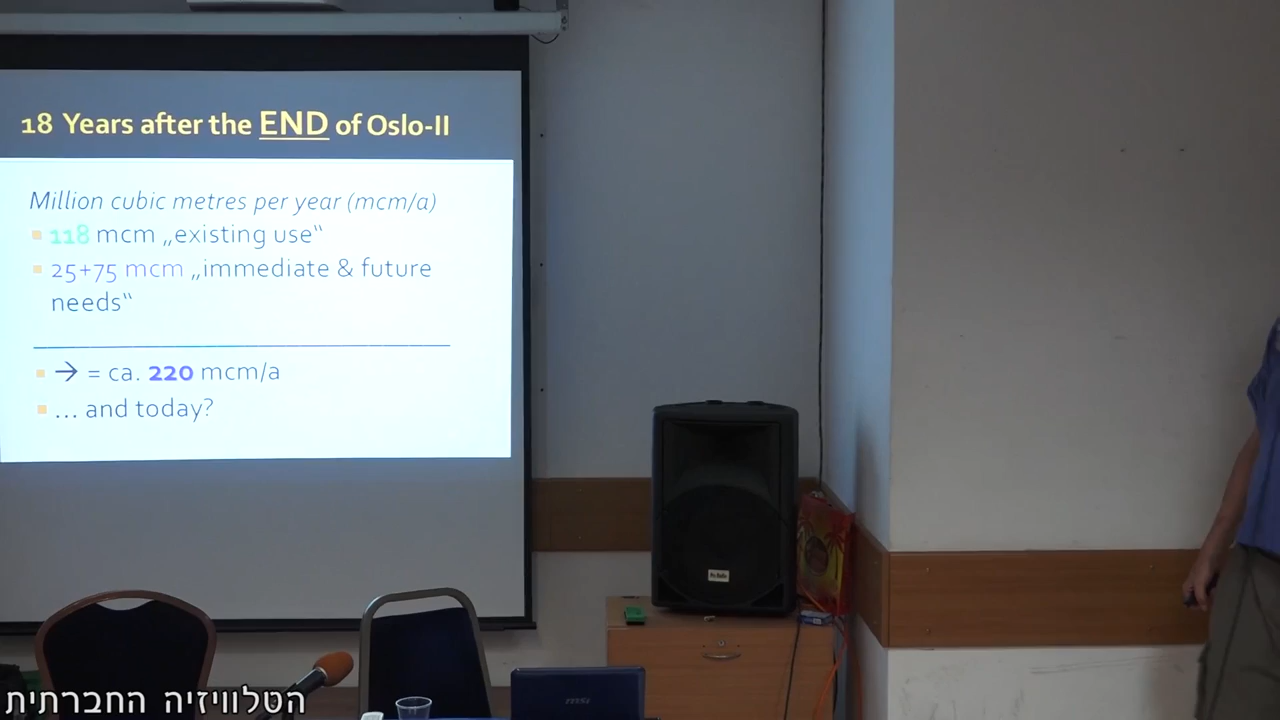 18 Years after the END of Oslo-II
Million cubic metres per year (mcm/a)
118 mcm „existing use“
25+75 mcm „immediate & future
needs“
→ = ca. 220 mcm/a
... and today?
msi
הטלוויזיה החברתית